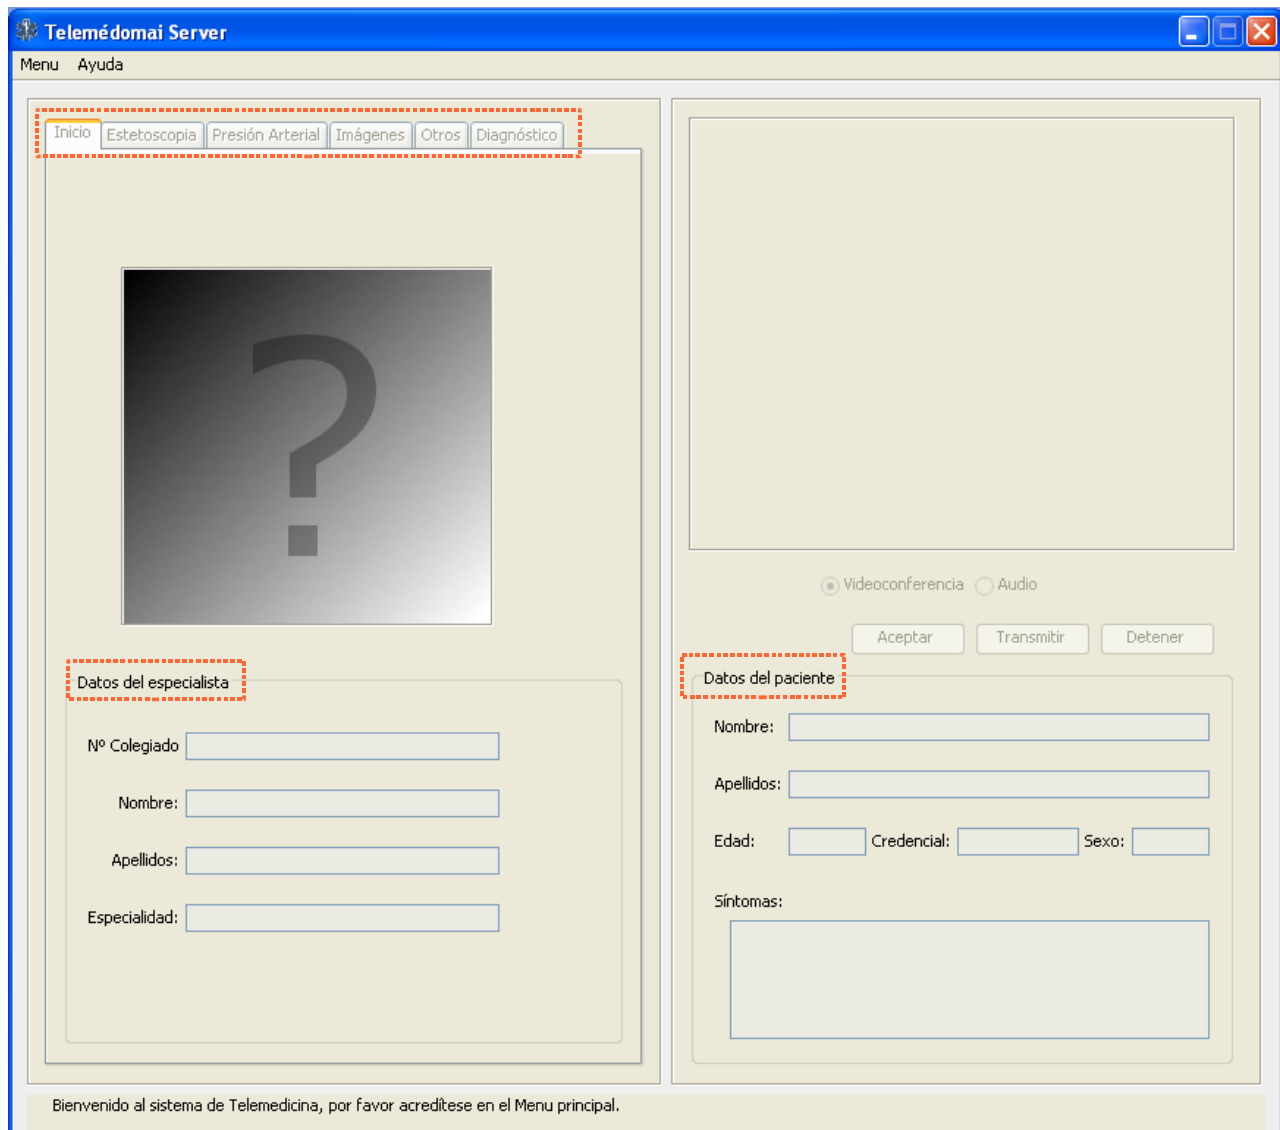 Telemédomai Server
Menu Ayuda
Inicio Estetoscopia Presión Arterial Imágenes Otros Diagnóstico
?
Datos del especialista
Nº Colegiado
Nombre:
Apellidos:
Especialidad:
Videoconferencia Audio
Aceptar Transmitir Detener
Datos del paciente
Nombre:
Apellidos:
Edad: Credencial: Sexo:
Síntomas:
Bienvenido al sistema de Telemedicina, por favor acredítese en el Menu principal.